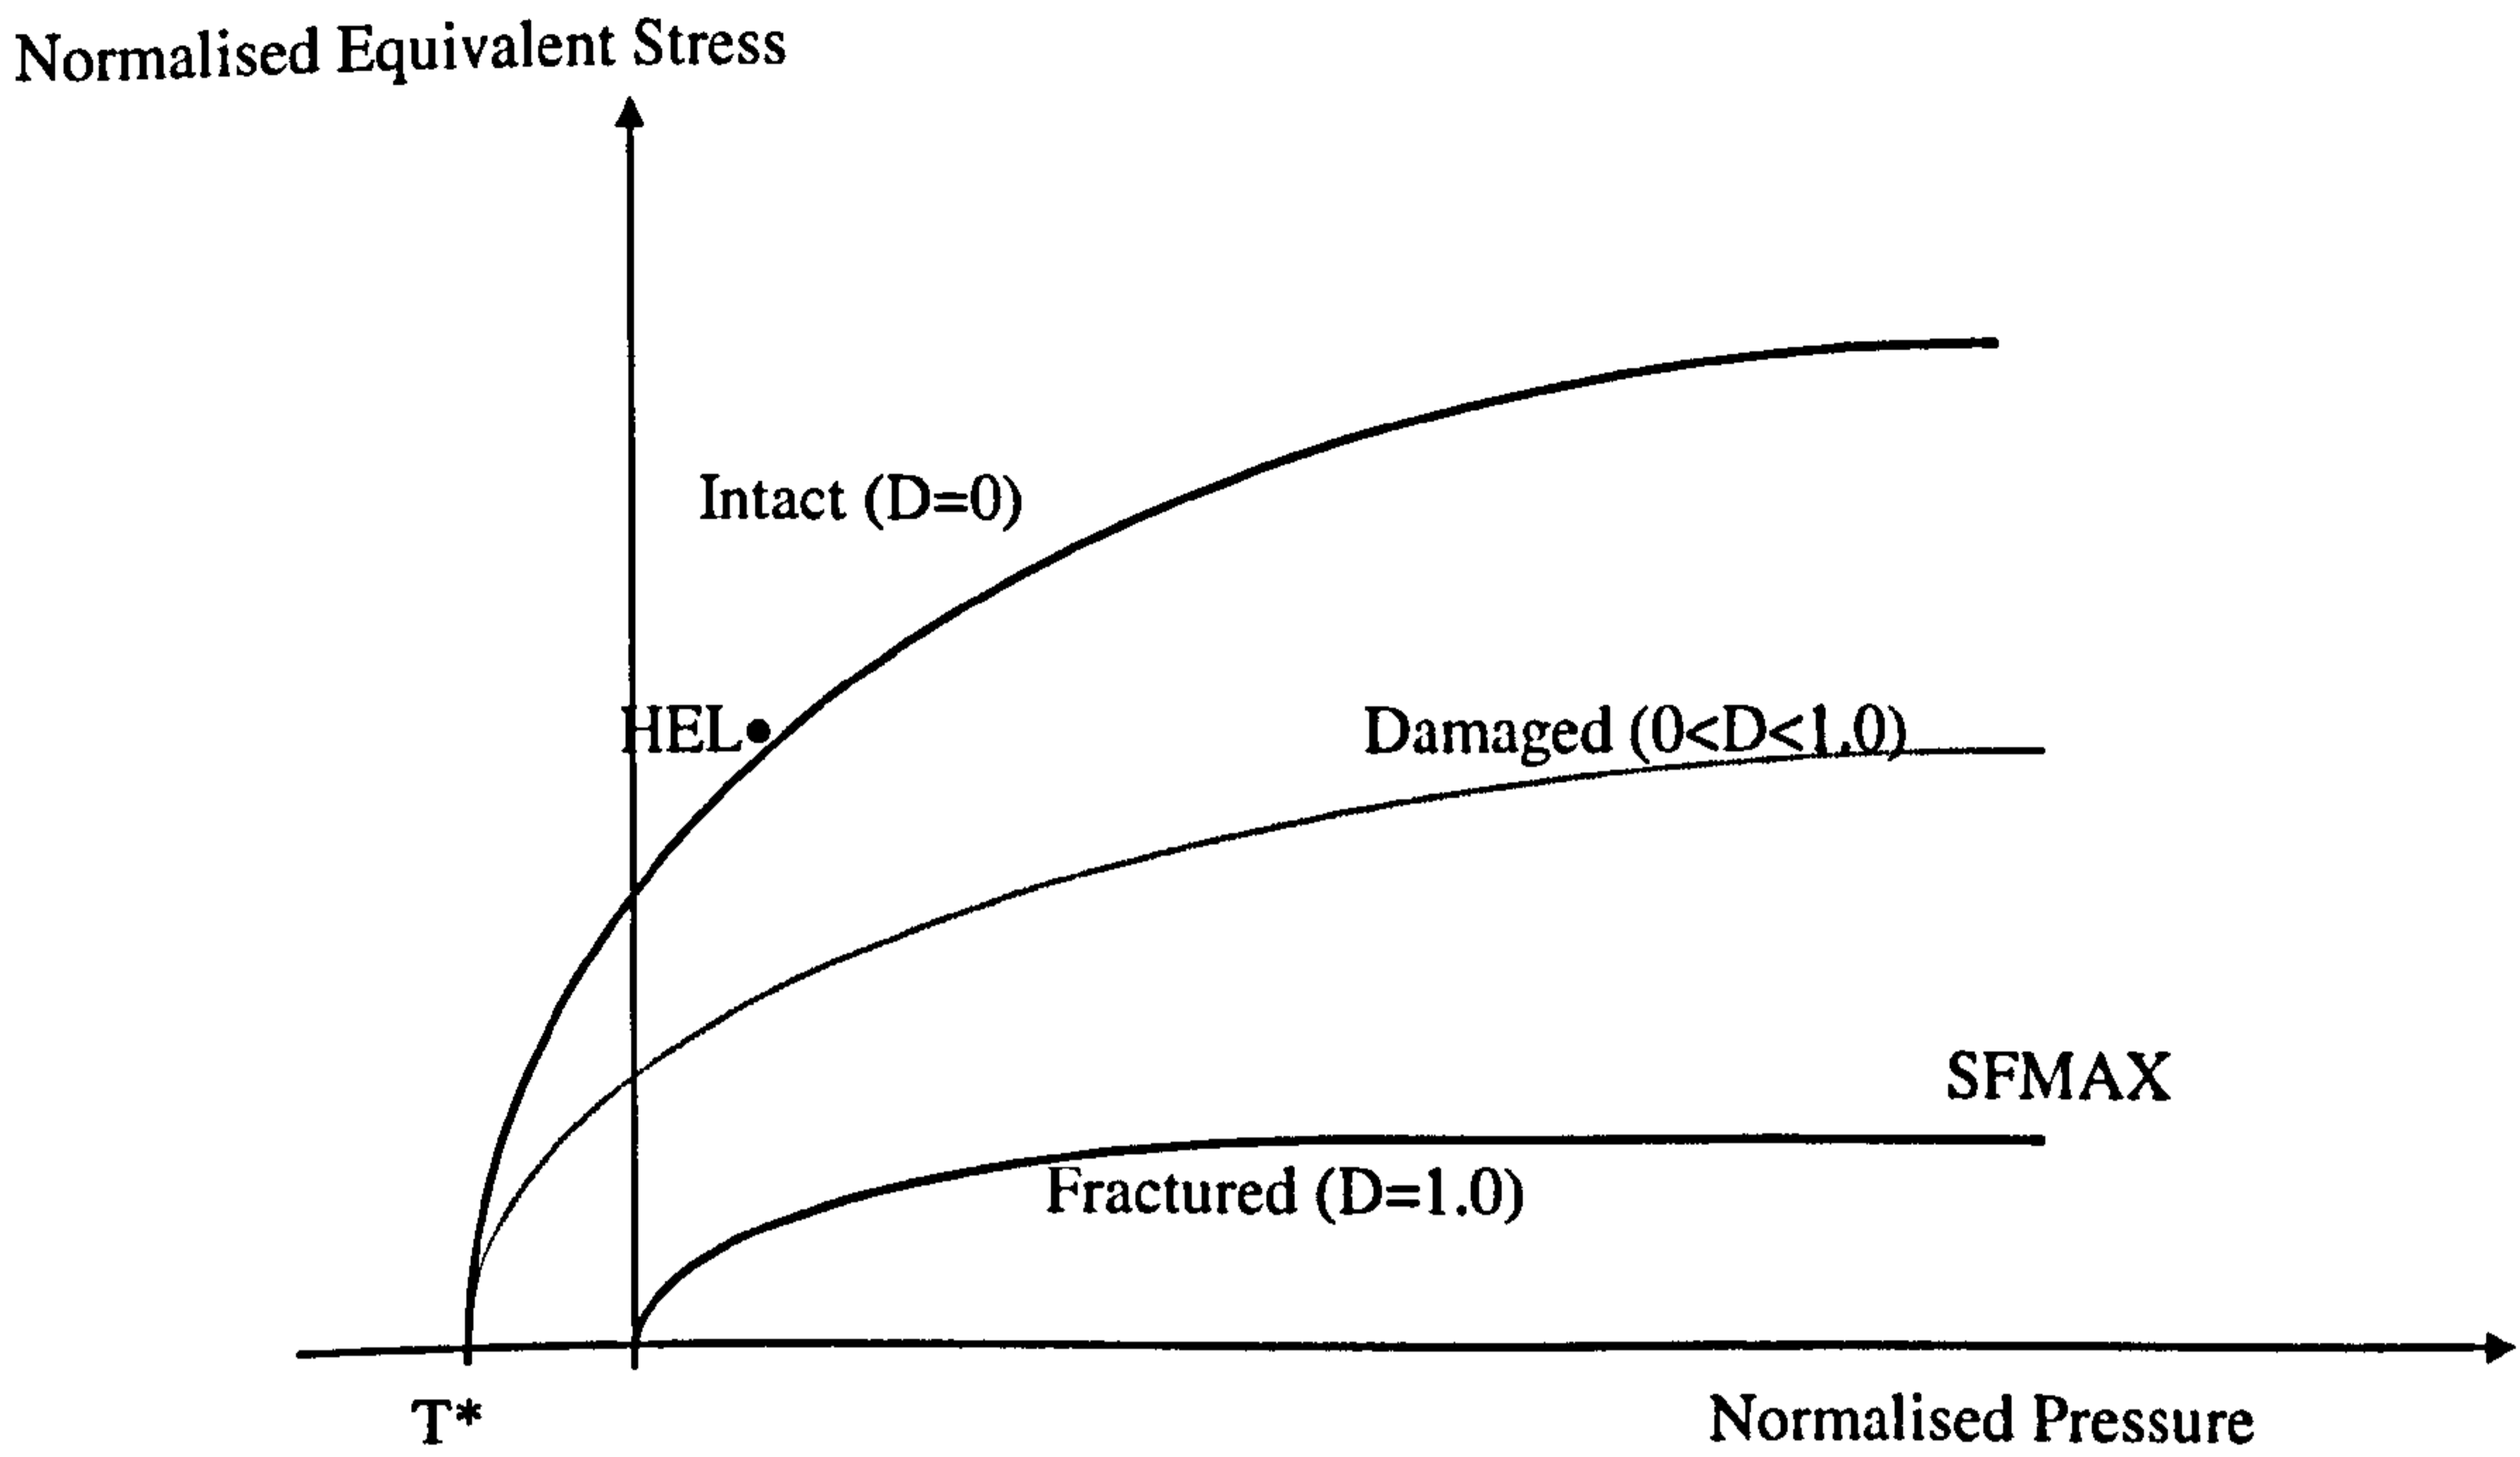 Normalised Equivalent Stress
Intact (D=0)
HEL
Damaged (0<D<1.0)
SFMAX
Fractured (D=1.0)
T*
Normalised Pressure